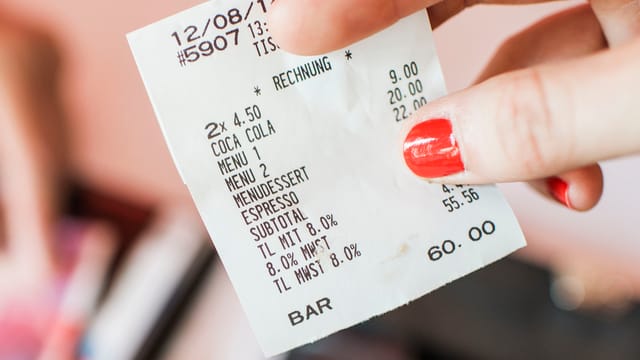 12/08/1
#5907 13:
TIS
* RECHNUNG *
2x 4.50
COCA COLA 9.00
MENU 1 20.00
MENU 2 22.00
MENUDESSERT
ESPRESSO
SUBTOTAL
TL MIT 8.0%
8.0% MWST
TL MWST 8.0% 55.56
BAR 60.00